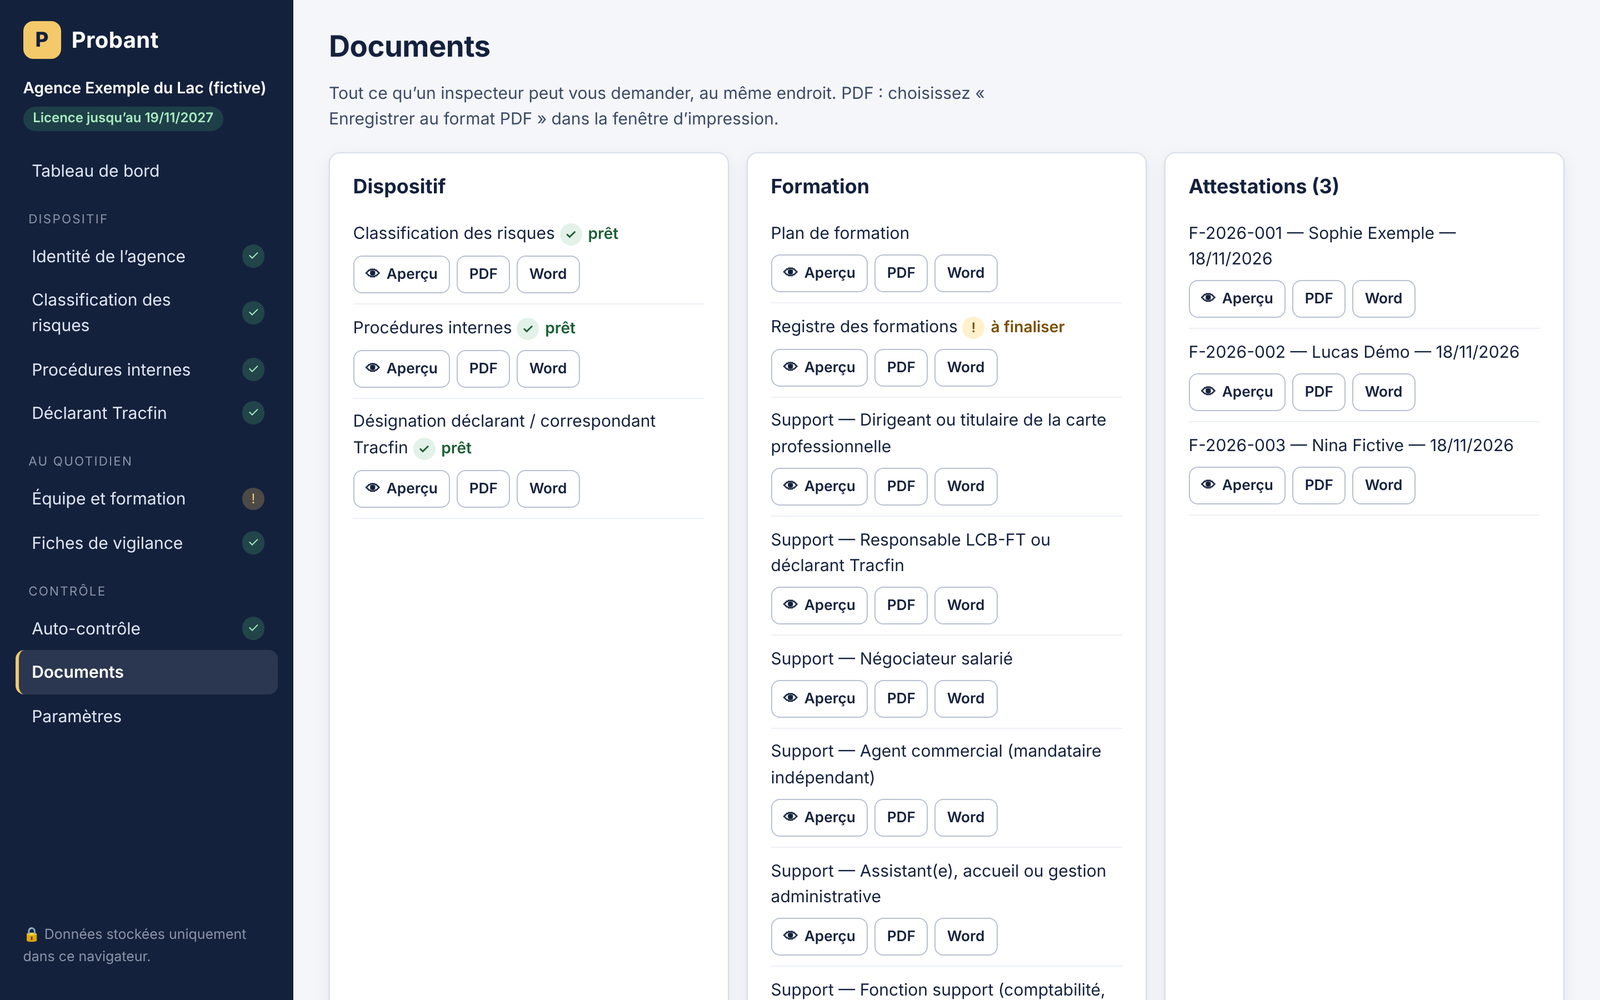 P Probant
Agence Exemple du Lac (fictive)
Licence jusqu’au 19/11/2027
Tableau de bord
DISPOSITIF
Identité de l’agence
Classification des
risques
Procédures internes
Déclarant Tracfin
AU QUOTIDIEN
Équipe et formation !
Fiches de vigilance
CONTRÔLE
Auto-contrôle
Documents
Paramètres
Données stockées uniquement
dans ce navigateur.
Documents
Tout ce qu’un inspecteur peut vous demander, au même endroit. PDF : choisissez «
Enregistrer au format PDF » dans la fenêtre d’impression.
Dispositif
Classification des risques prêt
Aperçu PDF Word
Procédures internes prêt
Aperçu PDF Word
Désignation déclarant / correspondant
Tracfin prêt
Aperçu PDF Word
Formation
Plan de formation
Aperçu PDF Word
Registre des formations ! à finaliser
Aperçu PDF Word
Support — Dirigeant ou titulaire de la carte
professionnelle
Aperçu PDF Word
Support — Responsable LCB-FT ou
déclarant Tracfin
Aperçu PDF Word
Support — Négociateur salarié
Aperçu PDF Word
Support — Agent commercial (mandataire
indépendant)
Aperçu PDF Word
Support — Assistant(e), accueil ou gestion
administrative
Aperçu PDF Word
Support — Fonction support (comptabilité,
Attestations (3)
F-2026-001 — Sophie Exemple —
18/11/2026
Aperçu PDF Word
F-2026-002 — Lucas Démo — 18/11/2026
Aperçu PDF Word
F-2026-003 — Nina Fictive — 18/11/2026
Aperçu PDF Word